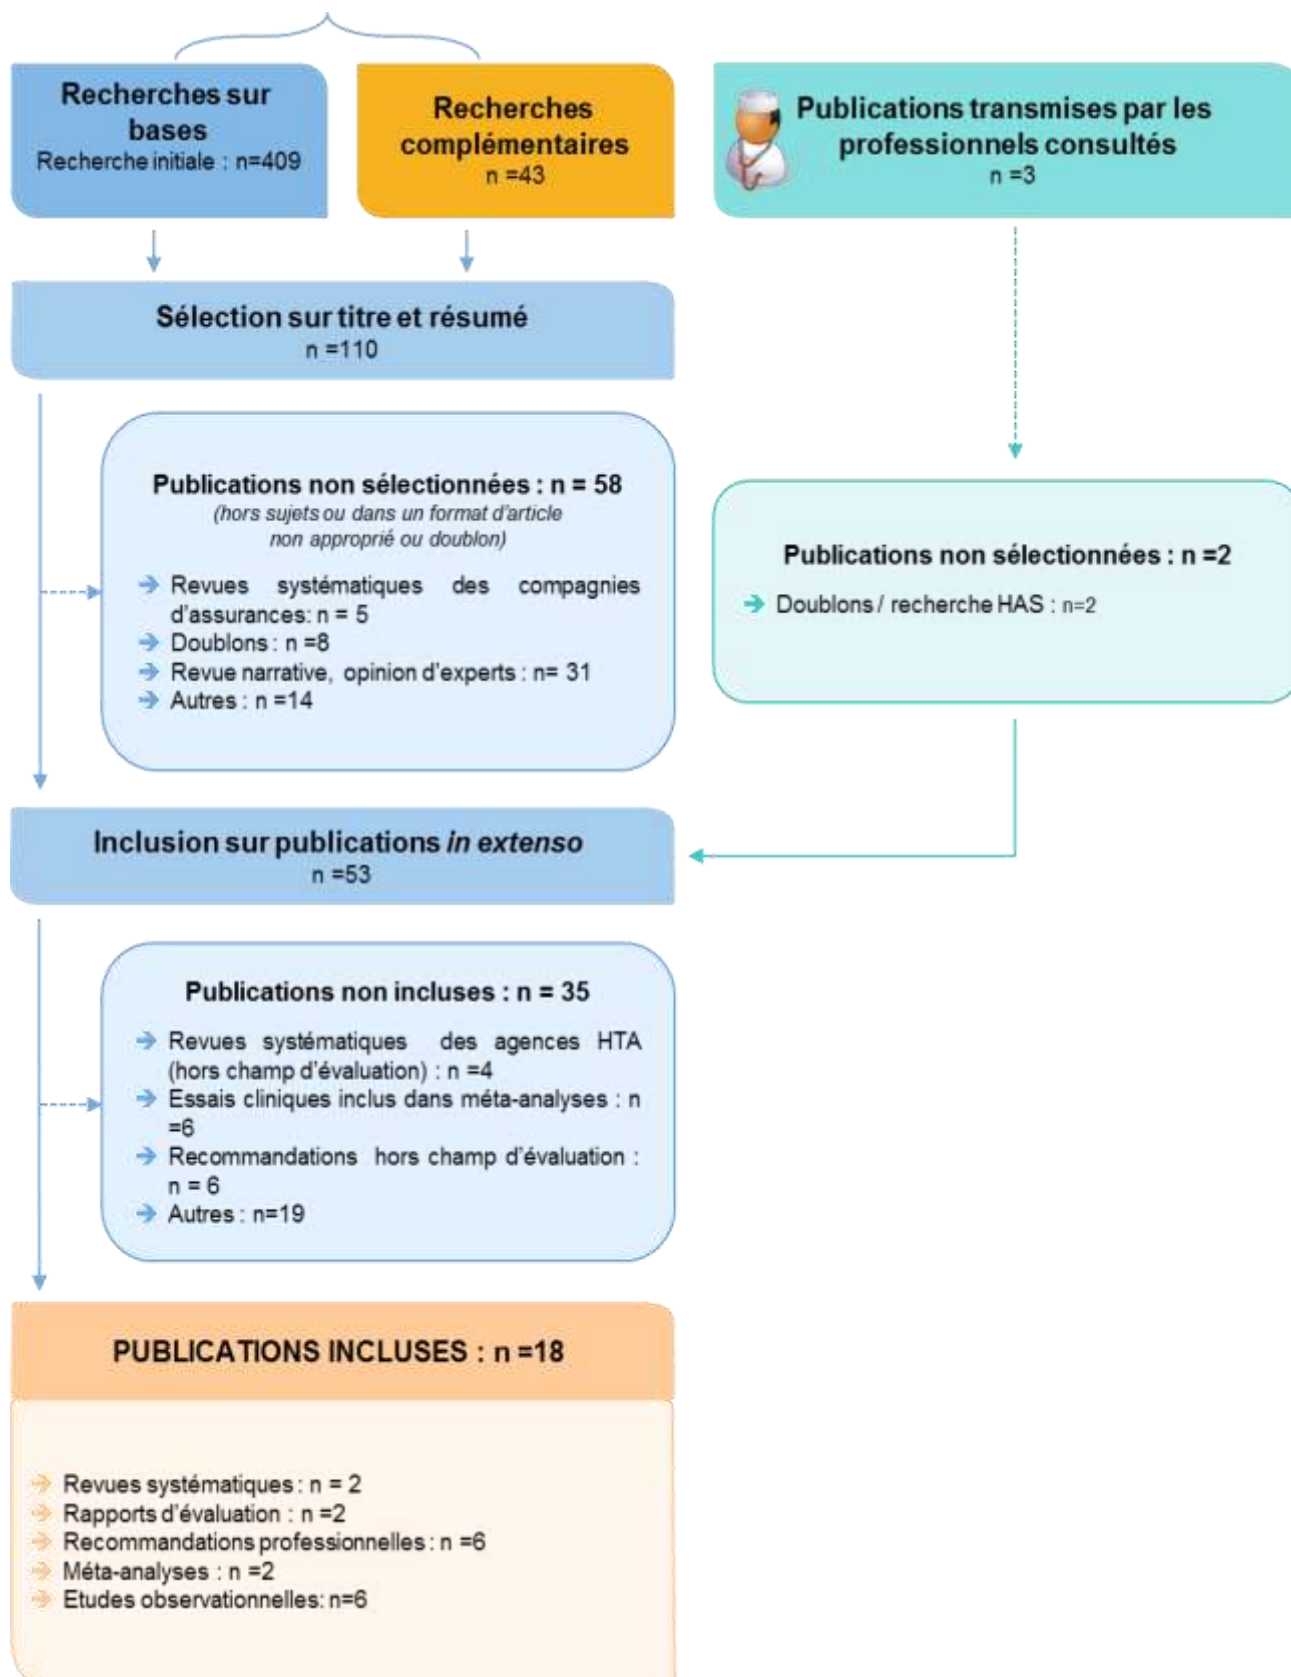 Recherches sur
bases
Recherche initiale : n=409
Recherches
complémentaires
n =43
Publications transmises par les
professionnels consultés
n =3
Sélection sur titre et résumé
n =110
Publications non sélectionnées : n = 58
(hors sujets ou dans un format d'article
non approprié ou doublon)
Revues systématiques des compagnies
d'assurances: n = 5
Doublons : n =8
Revue narrative, opinion d'experts : n= 31
Autres : n =14
Publications non sélectionnées : n =2
Doublons / recherche HAS : n=2
Inclusion sur publications in extenso
n =53
Publications non incluses : n = 35
Revues systématiques des agences HTA
(hors champ d'évaluation) : n =4
Essais cliniques inclus dans méta-analyses : n
=6
Recommandations hors champ d'évaluation :
n = 6
Autres : n=19
PUBLICATIONS INCLUSES : n =18
Revues systématiques : n = 2
Rapports d'évaluation : n =2
Recommandations professionnelles : n =6
Méta-analyses : n =2
Etudes observationnelles: n=6